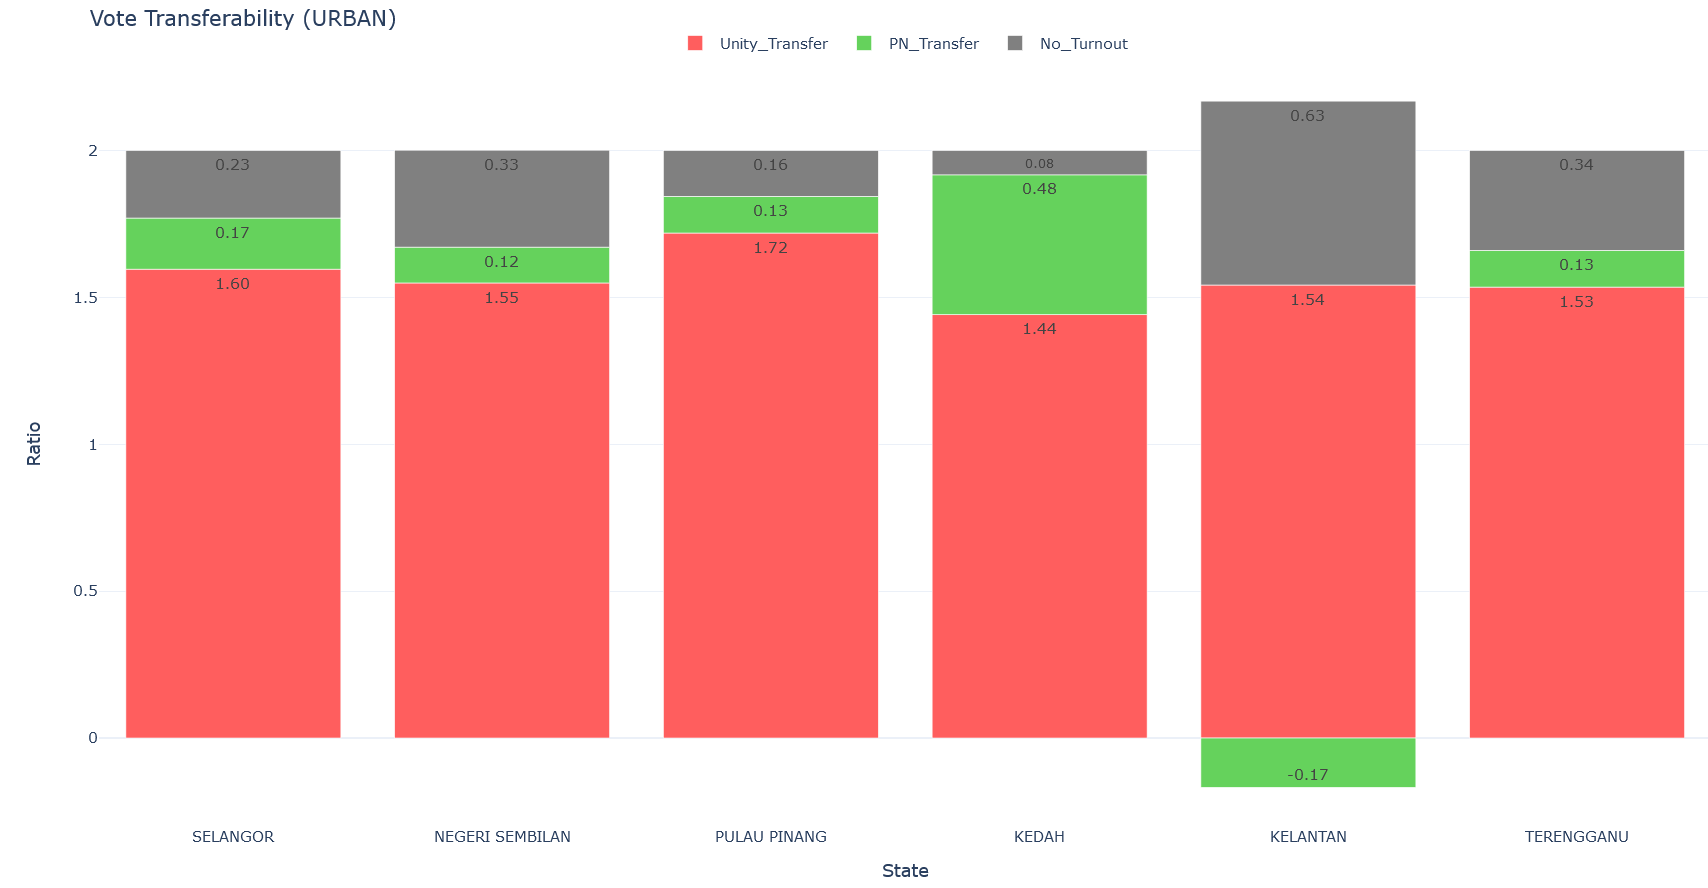 Vote Transferability (URBAN)
Unity_Transfer PN_Transfer No_Turnout
0.63
2 0.23 0.33 0.16 0.08 0.34
0.48
0.17 0.13
1.72
0.12 0.13
1.60
1.5 1.55 1.54 1.53
1.44
Ratio
1
0.5
0
-0.17
SELANGOR NEGERI SEMBILAN PULAU PINANG KEDAH KELANTAN TERENGGANU
State